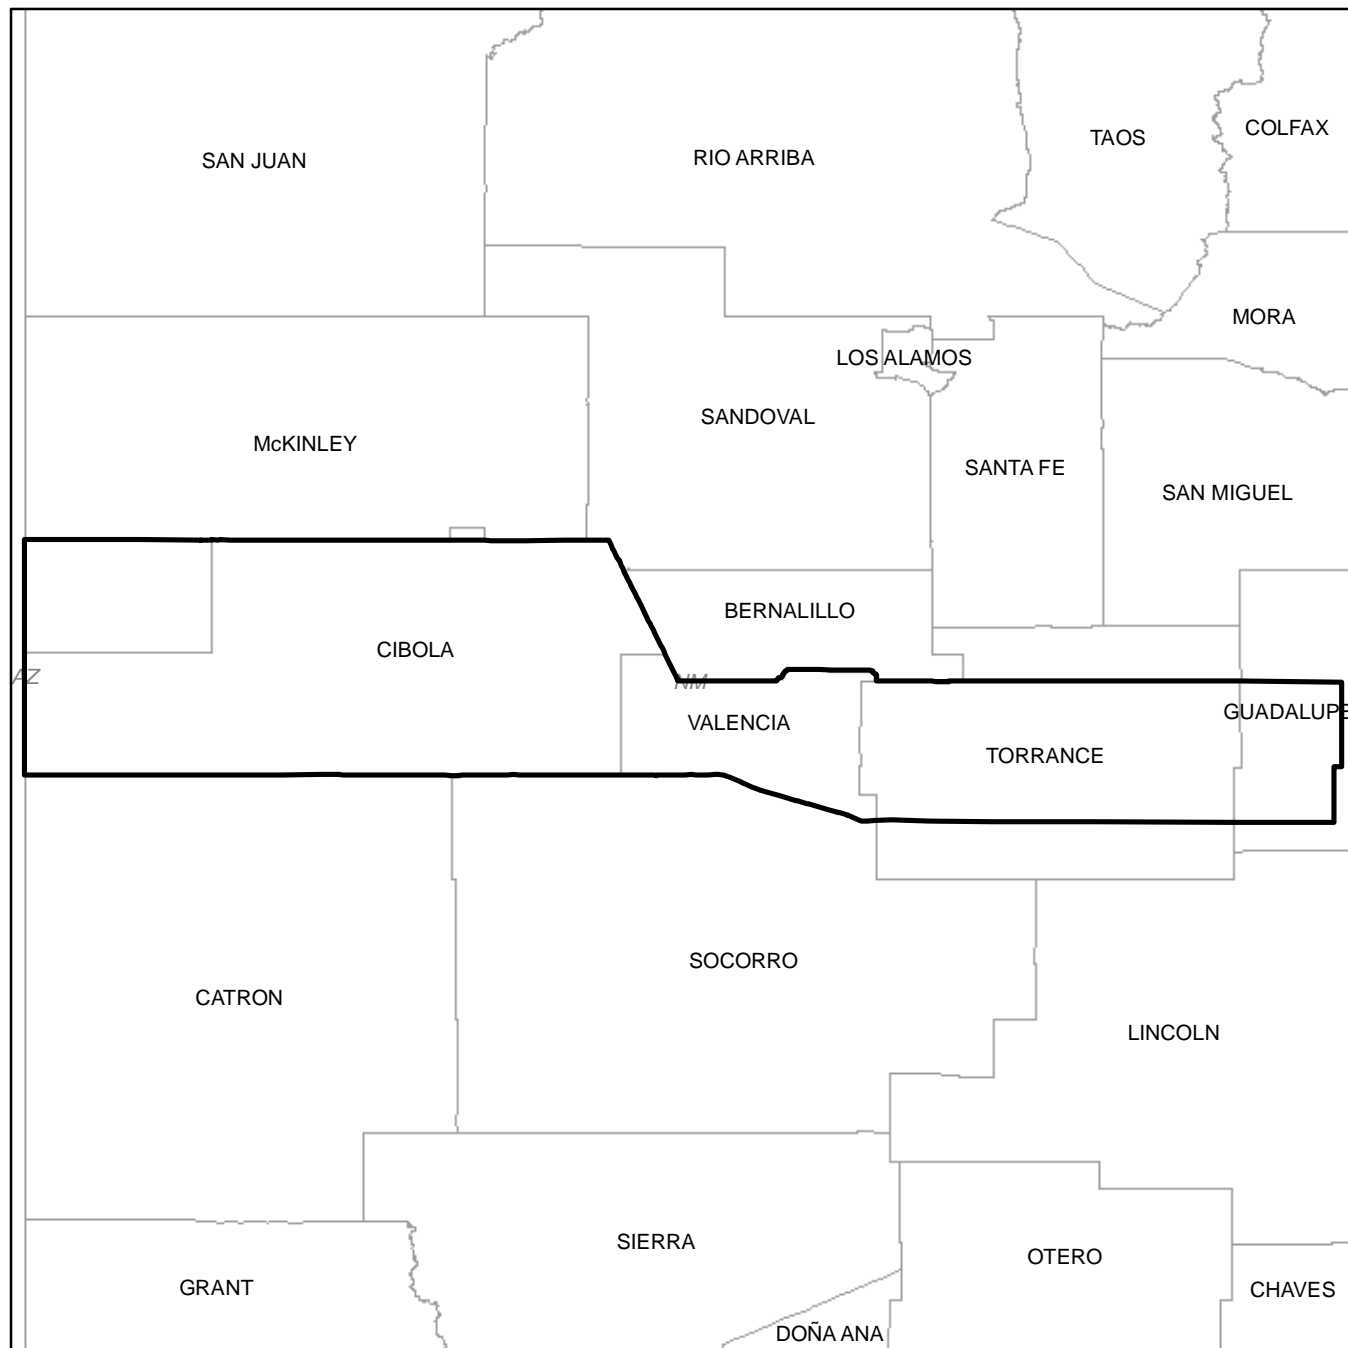 COLFAX
TAOS
SAN JUAN
RIO ARRIBA
MORA
LOS ALAMOS
SANDOVAL
McKINLEY
SANTA FE
SAN MIGUEL
BERNALILLO
CIBOLA
AZ
NM
GUADALUPE
VALENCIA
TORRANCE
SOCORRO
CATRON
LINCOLN
SIERRA
OTERO
GRANT
CHAVES
DOÑA ANA